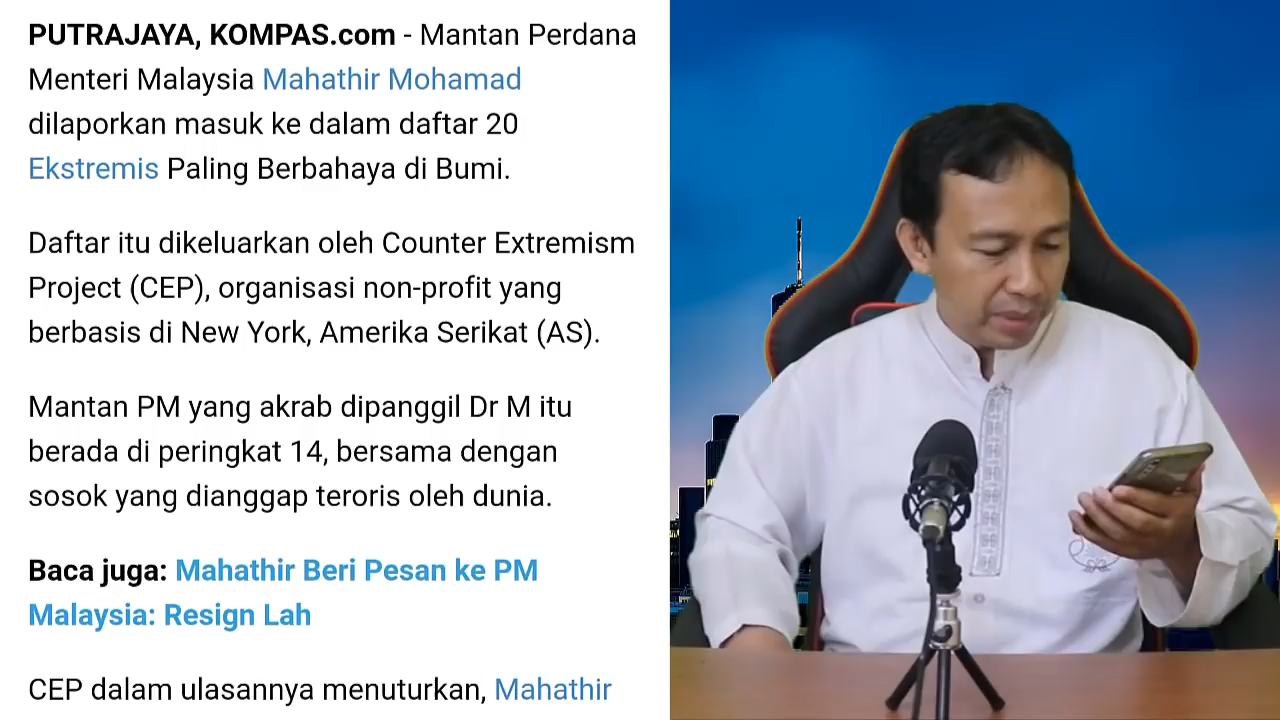 PUTRAJAYA, KOMPAS.com - Mantan Perdana
Menteri Malaysia Mahathir Mohamad
dilaporkan masuk ke dalam daftar 20
Ekstremis Paling Berbahaya di Bumi.
Daftar itu dikeluarkan oleh Counter Extremism
Project (CEP), organisasi non-profit yang
berbasis di New York, Amerika Serikat (AS).
Mantan PM yang akrab dipanggil Dr M itu
berada di peringkat 14, bersama dengan
sosok yang dianggap teroris oleh dunia.
Baca juga: Mahathir Beri Pesan ke PM
Malaysia: Resign Lah
CEP dalam ulasannya menuturkan, Mahathir